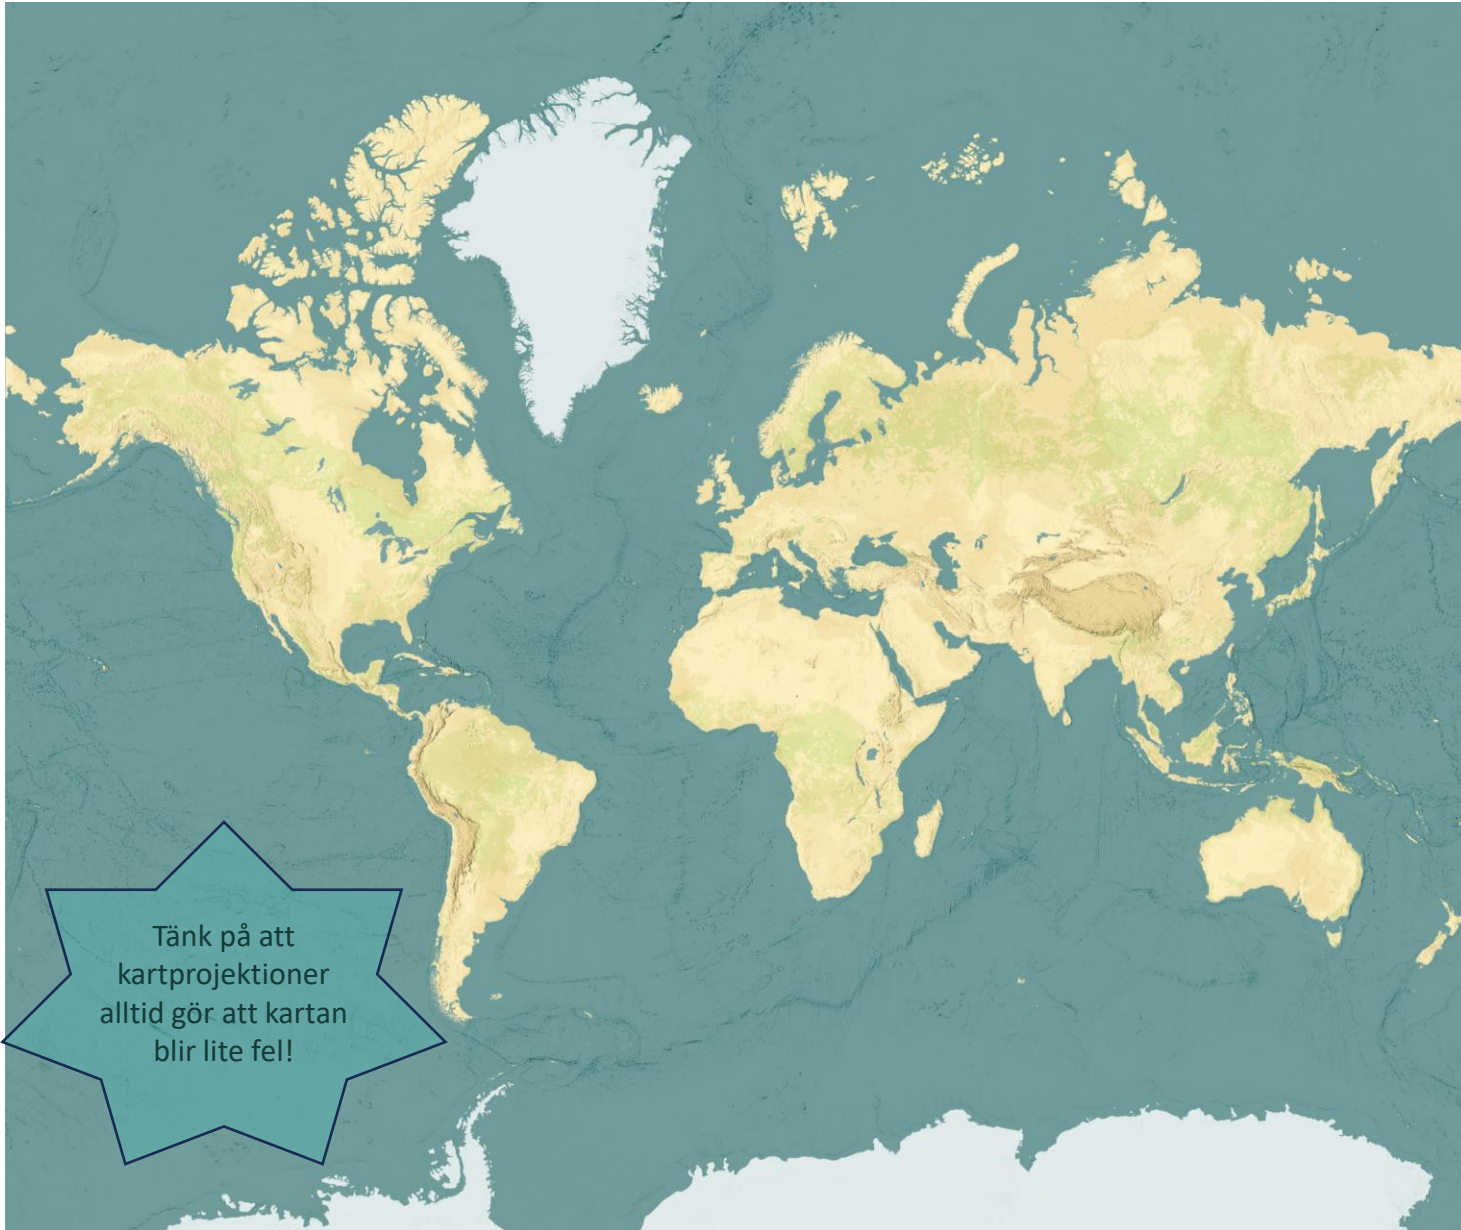 Tänk på att
kartprojektioner
alltid gör att kartan
blir lite fel!